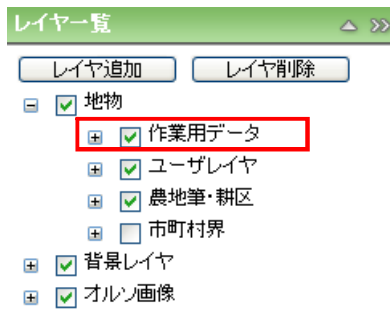 レイヤ一覧
レイヤ追加 レイヤ削除
地物
作業用データ
ユーザレイヤ
農地筆・耕区
市町村界
背景レイヤ
オルソ画像